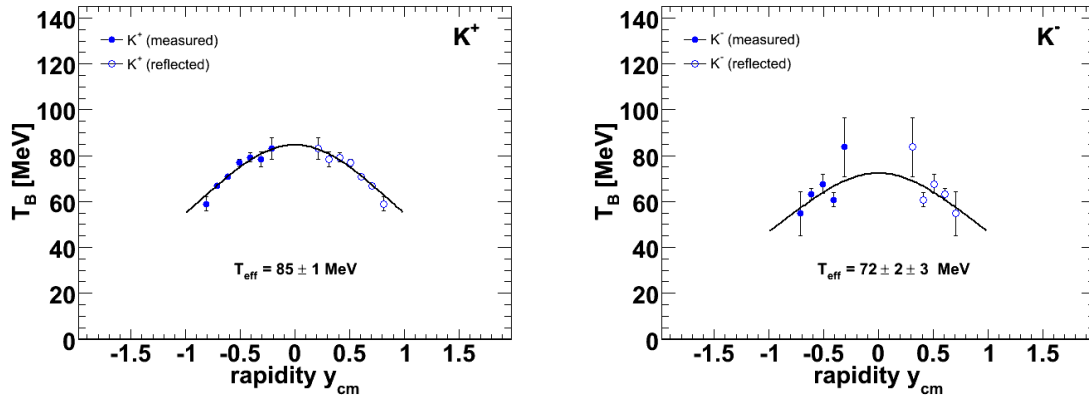 K⁺
K⁺ (measured)
K⁺ (reflected)
140
120
100
80
60
40
20
0
T_B [MeV]
T_eff = 85 ± 1 MeV
-1.5 -1 -0.5 0 0.5 1 1.5
rapidity y_cm
K⁻
K⁻ (measured)
K⁻ (reflected)
140
120
100
80
60
40
20
0
T_B [MeV]
T_eff = 72 ± 2 ± 3 MeV
-1.5 -1 -0.5 0 0.5 1 1.5
rapidity y_cm